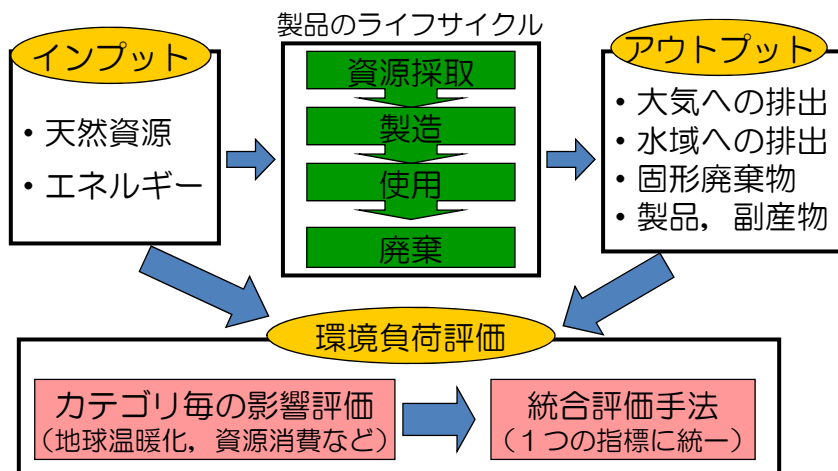 インプット
・天然資源
・エネルギー
製品のライフサイクル
資源採取
製造
使用
廃棄
アウトプット
・大気への排出
・水域への排出
・固形廃棄物
・製品，副産物
環境負荷評価
カテゴリ毎の影響評価
（地球温暖化，資源消費など）
統合評価手法
（１つの指標に統一）